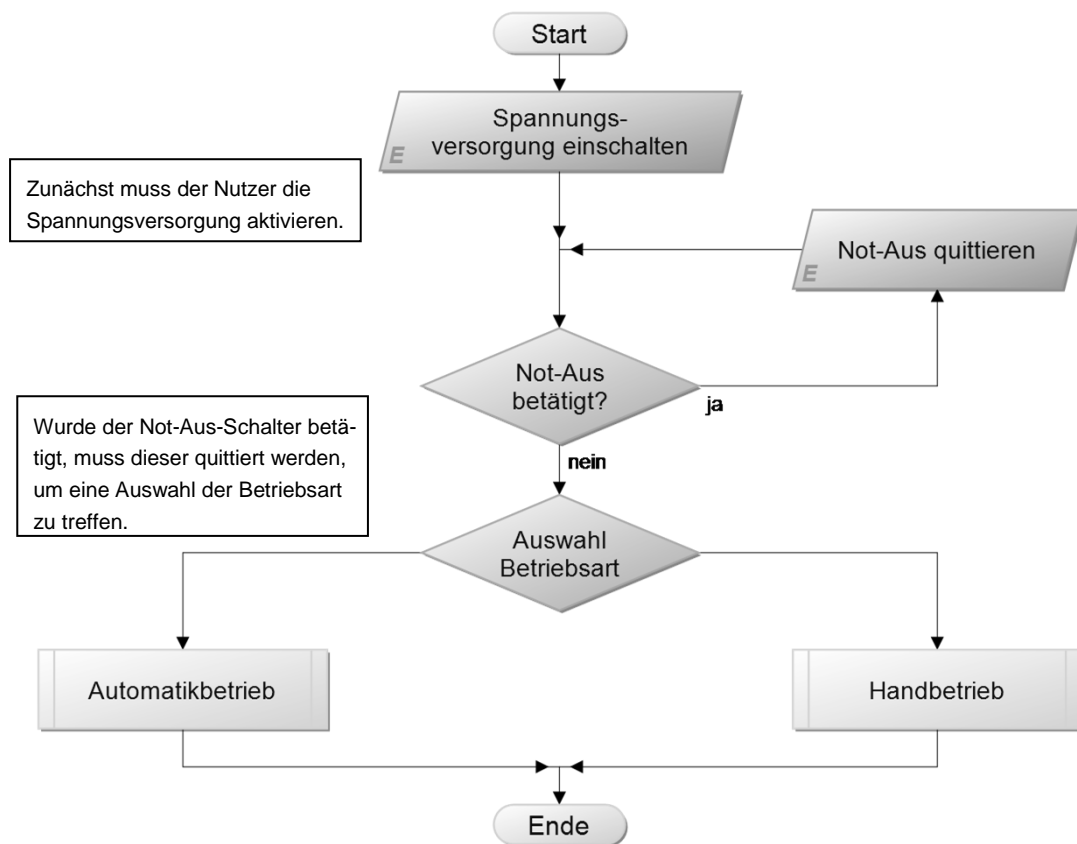 Start
Spannungs-
versorgung einschalten
E
Zunächst muss der Nutzer die
Spannungsversorgung aktivieren.
Not-Aus quittieren
E
Not-Aus
betätigt?
ja
Wurde der Not-Aus-Schalter betä-
tigt, muss dieser quittiert werden,
um eine Auswahl der Betriebsart
zu treffen.
nein
Auswahl
Betriebsart
Automatikbetrieb
Handbetrieb
Ende